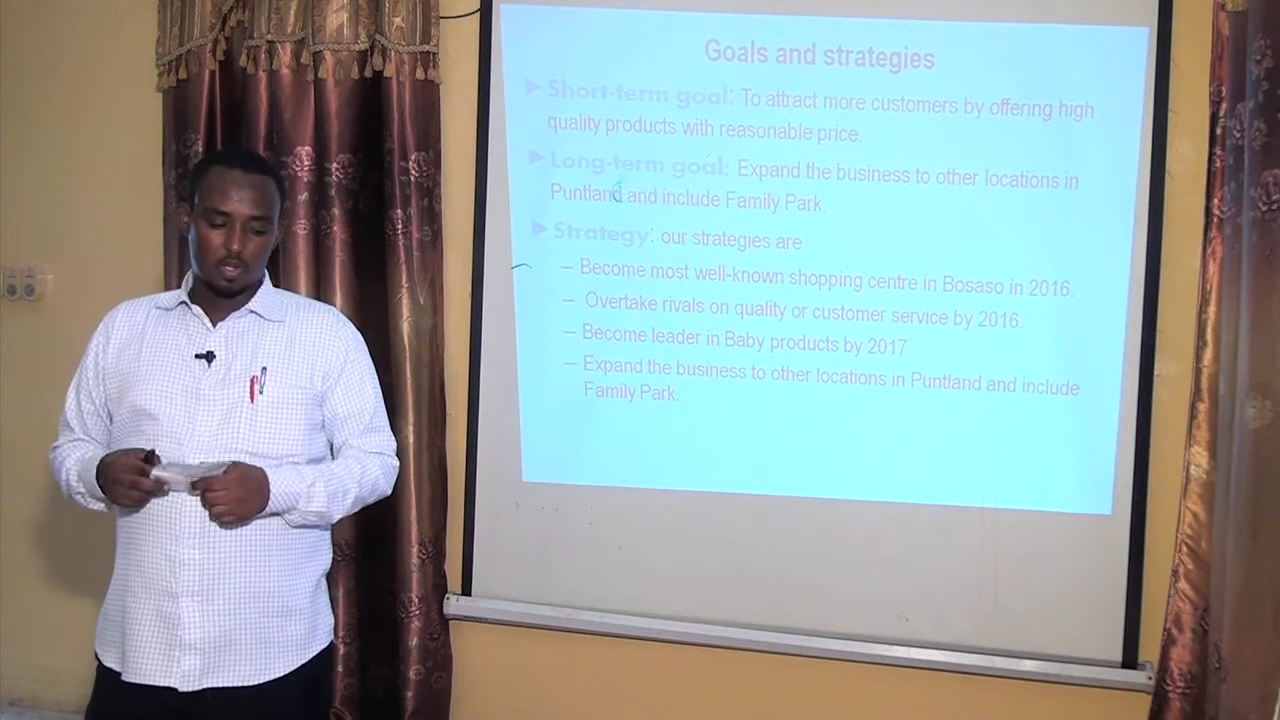 Goals and strategies
Short-term goal: To attract more customers by offering high
quality products with reasonable price.
Long-term goal: Expand the business to other locations in
Puntland and include Family Park.
Strategy: our strategies are
– Become most well-known shopping centre in Bosaso in 2016.
– Overtake rivals on quality or customer service by 2016.
– Become leader in Baby products by 2017
– Expand the business to other locations in Puntland and include
Family Park.